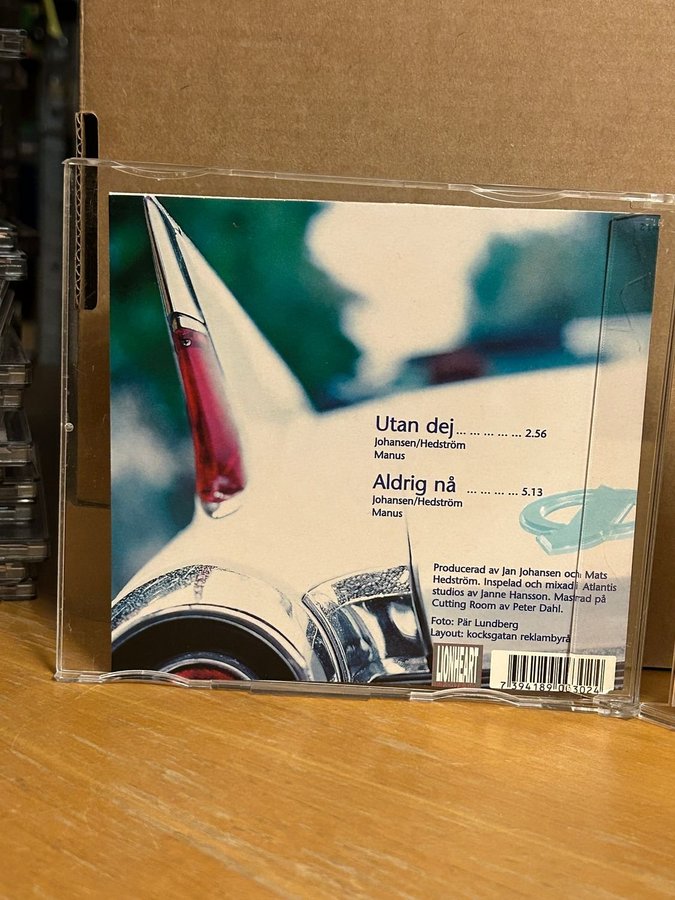 Utan dej... ... ... ... ... 2.56
Johansen/Hedström
Manus
Aldrig nå ... ... ... ... 5.13
Johansen/Hedström
Manus
Producerad av Jan Johansen och Mats
Hedström. Inspelad och mixad i Atlantis
studios av Janne Hansson. Mastrad på
Cutting Room av Peter Dahl.
Foto: Pär Lundberg
Layout: kocksgatan reklambyrå
LIONHEART
7 394189 003024